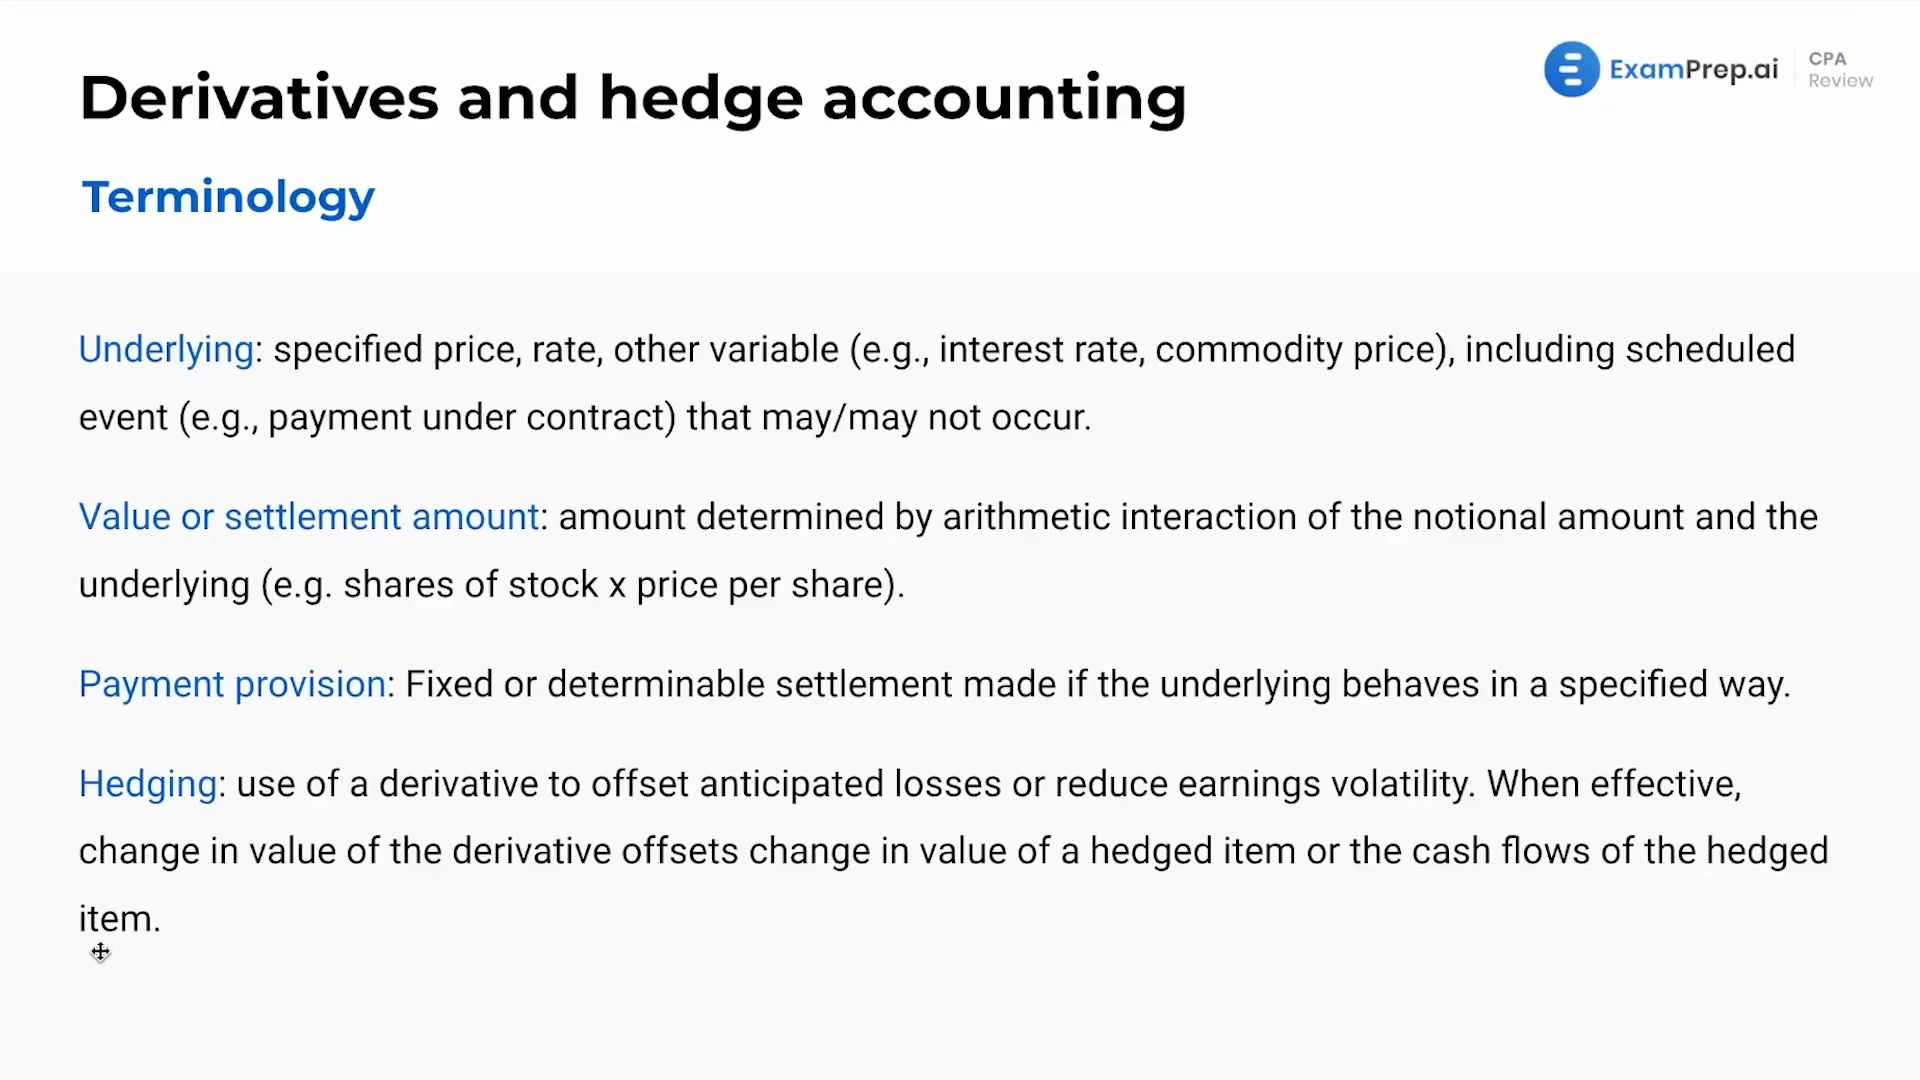 Derivatives and hedge accounting
ExamPrep.ai
CPA
Review
Terminology
Underlying: specified price, rate, other variable (e.g., interest rate, commodity price), including scheduled
event (e.g., payment under contract) that may/may not occur.
Value or settlement amount: amount determined by arithmetic interaction of the notional amount and the
underlying (e.g. shares of stock x price per share).
Payment provision: Fixed or determinable settlement made if the underlying behaves in a specified way.
Hedging: use of a derivative to offset anticipated losses or reduce earnings volatility. When effective,
change in value of the derivative offsets change in value of a hedged item or the cash flows of the hedged
item.